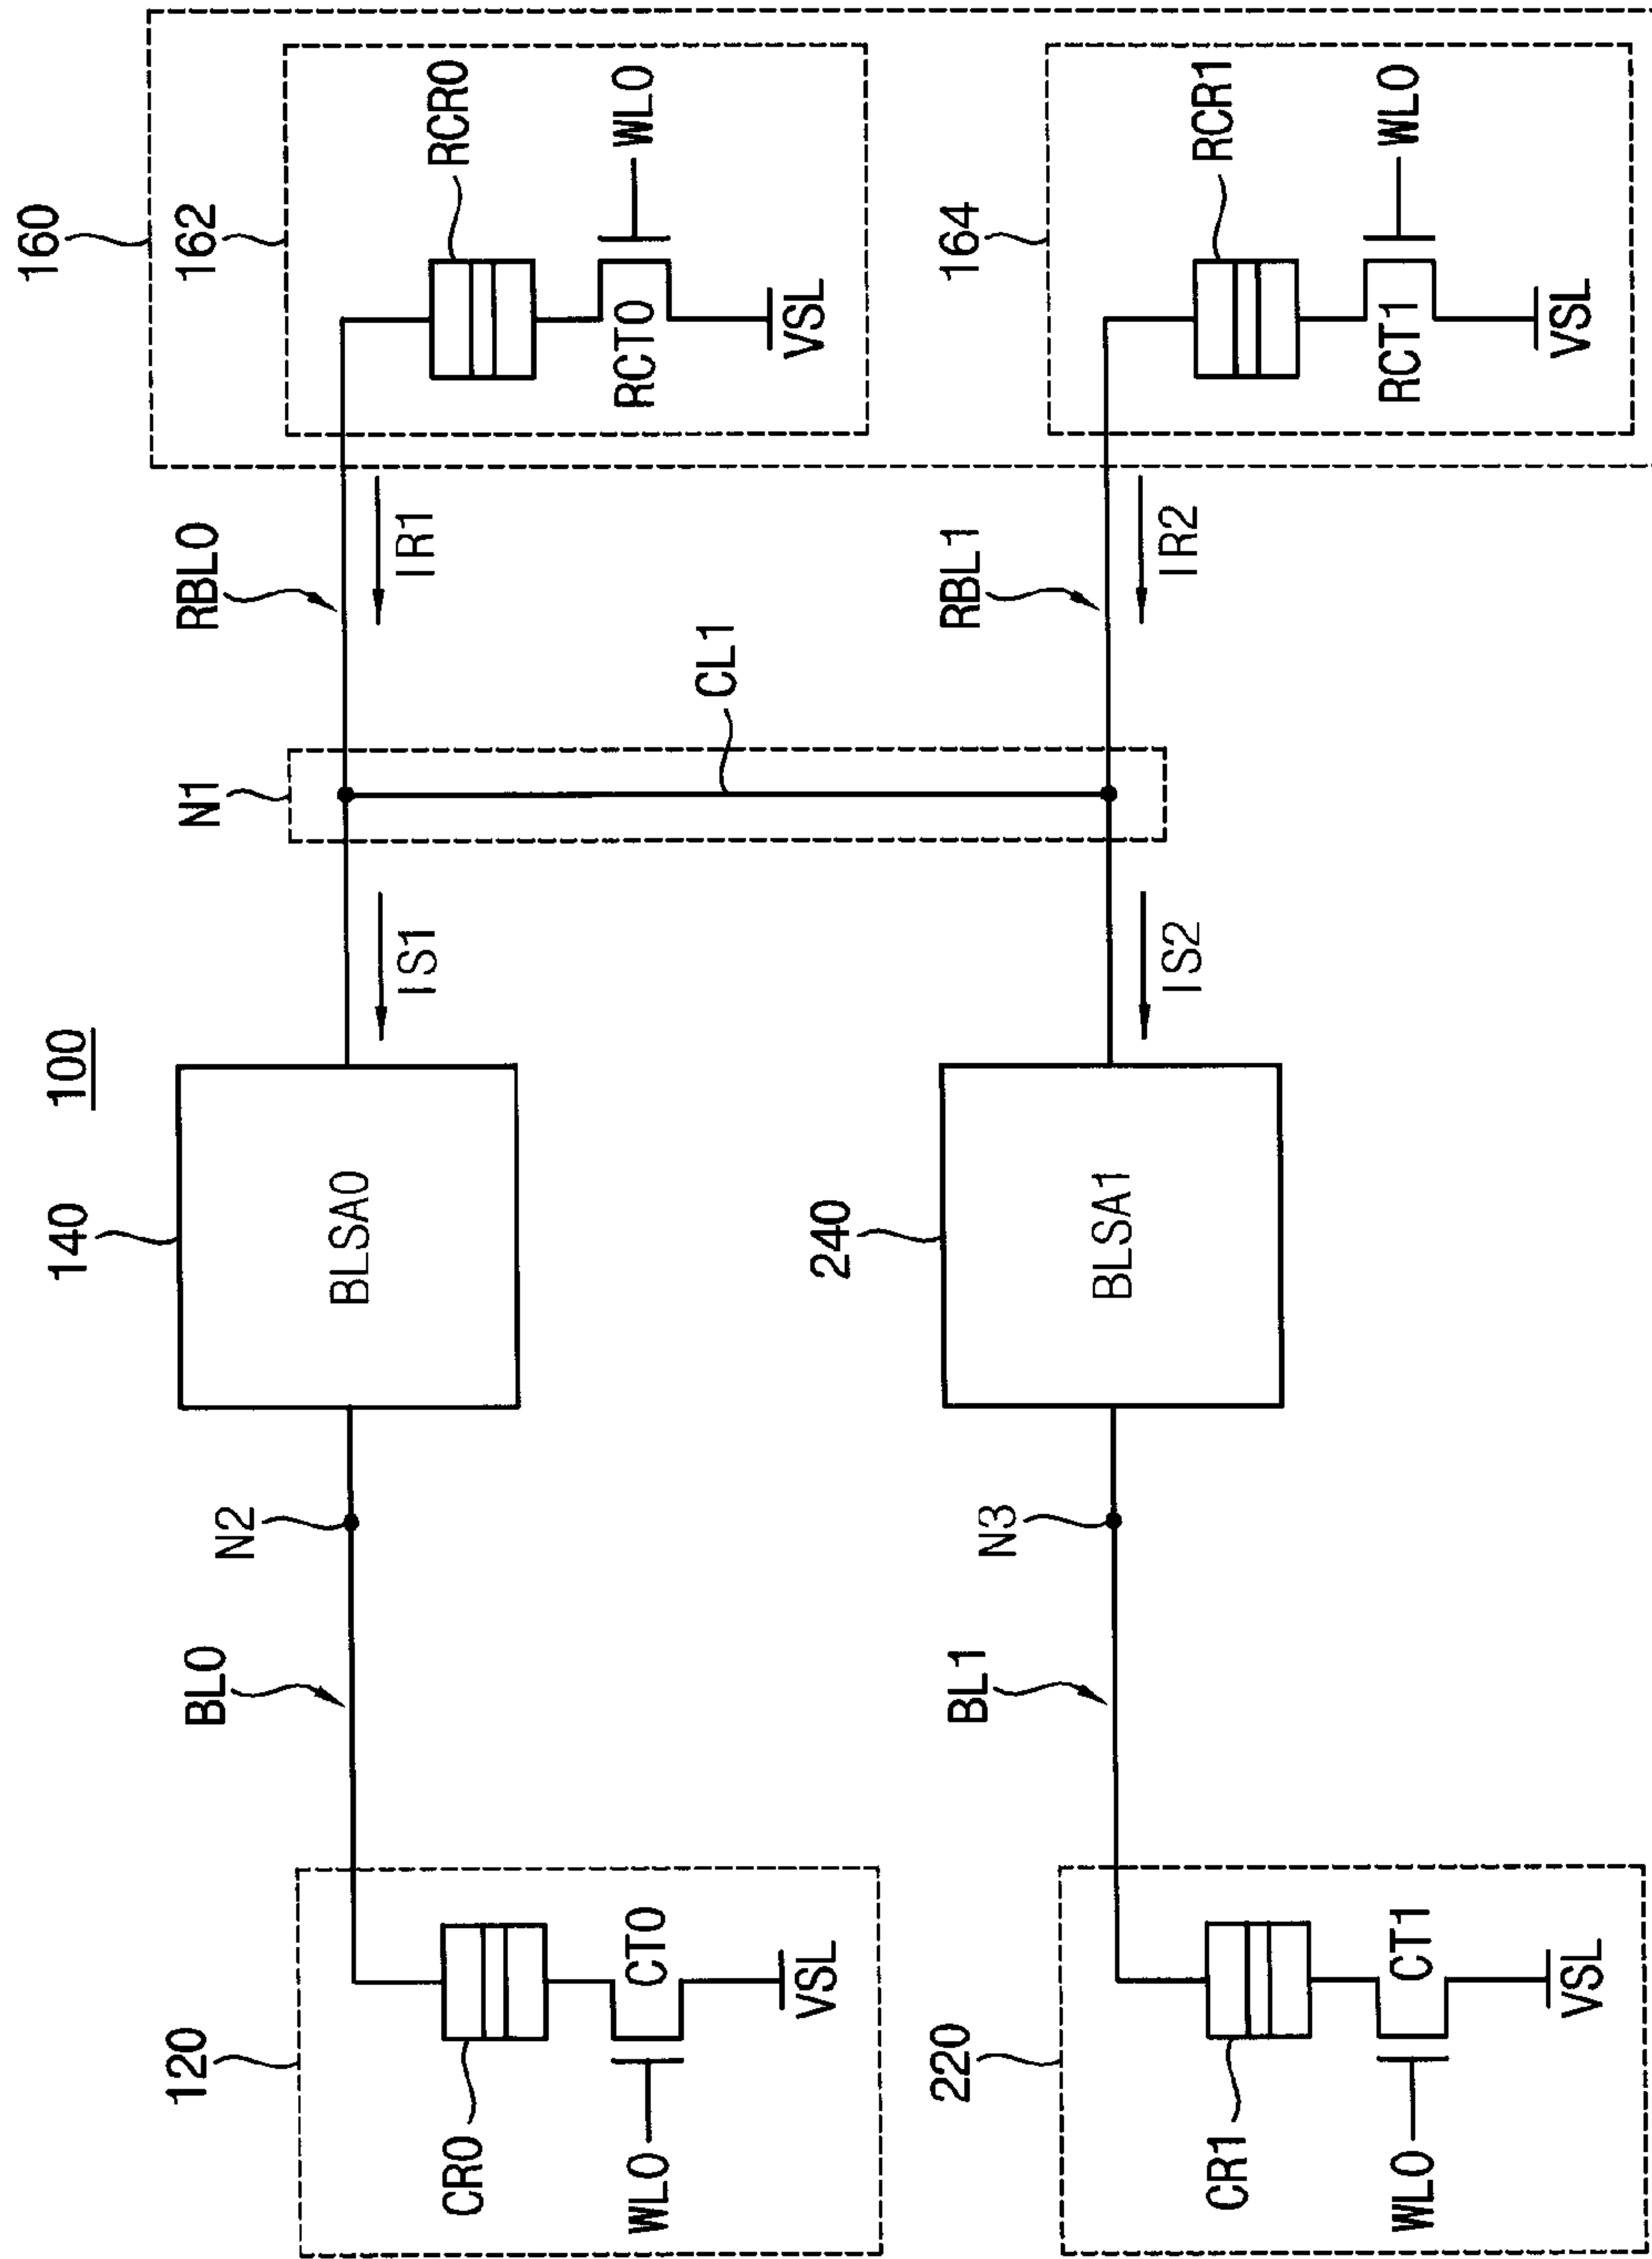 100
160
162
RCR0
WL0
RCT0
VSL
164
RCR1
WL0
RCT1
VSL
RBL0
IR1
RBL1
IR2
N1
CL1
IS1
IS2
140
BLSA0
240
BLSA1
N2
N3
BL0
BL1
120
CR0
CT0
WL0
VSL
220
CR1
CT1
WL0
VSL